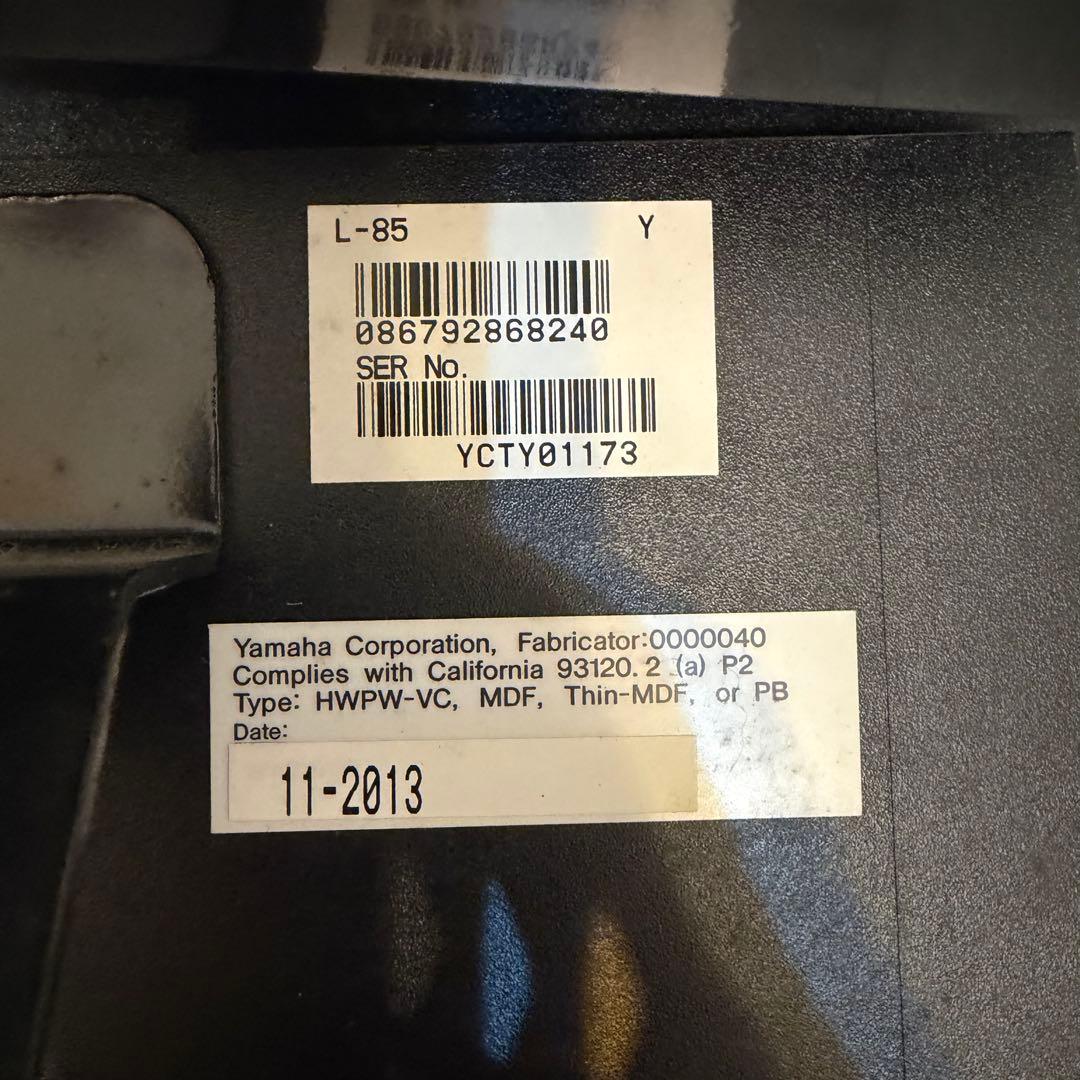 L-85 Y
086792868240
SER No.
YCTY01173
Yamaha Corporation, Fabricator:0000040
Complies with California 93120.2 (a) P2
Type: HWPW-VC, MDF, Thin-MDF, or PB
Date:
11-2013